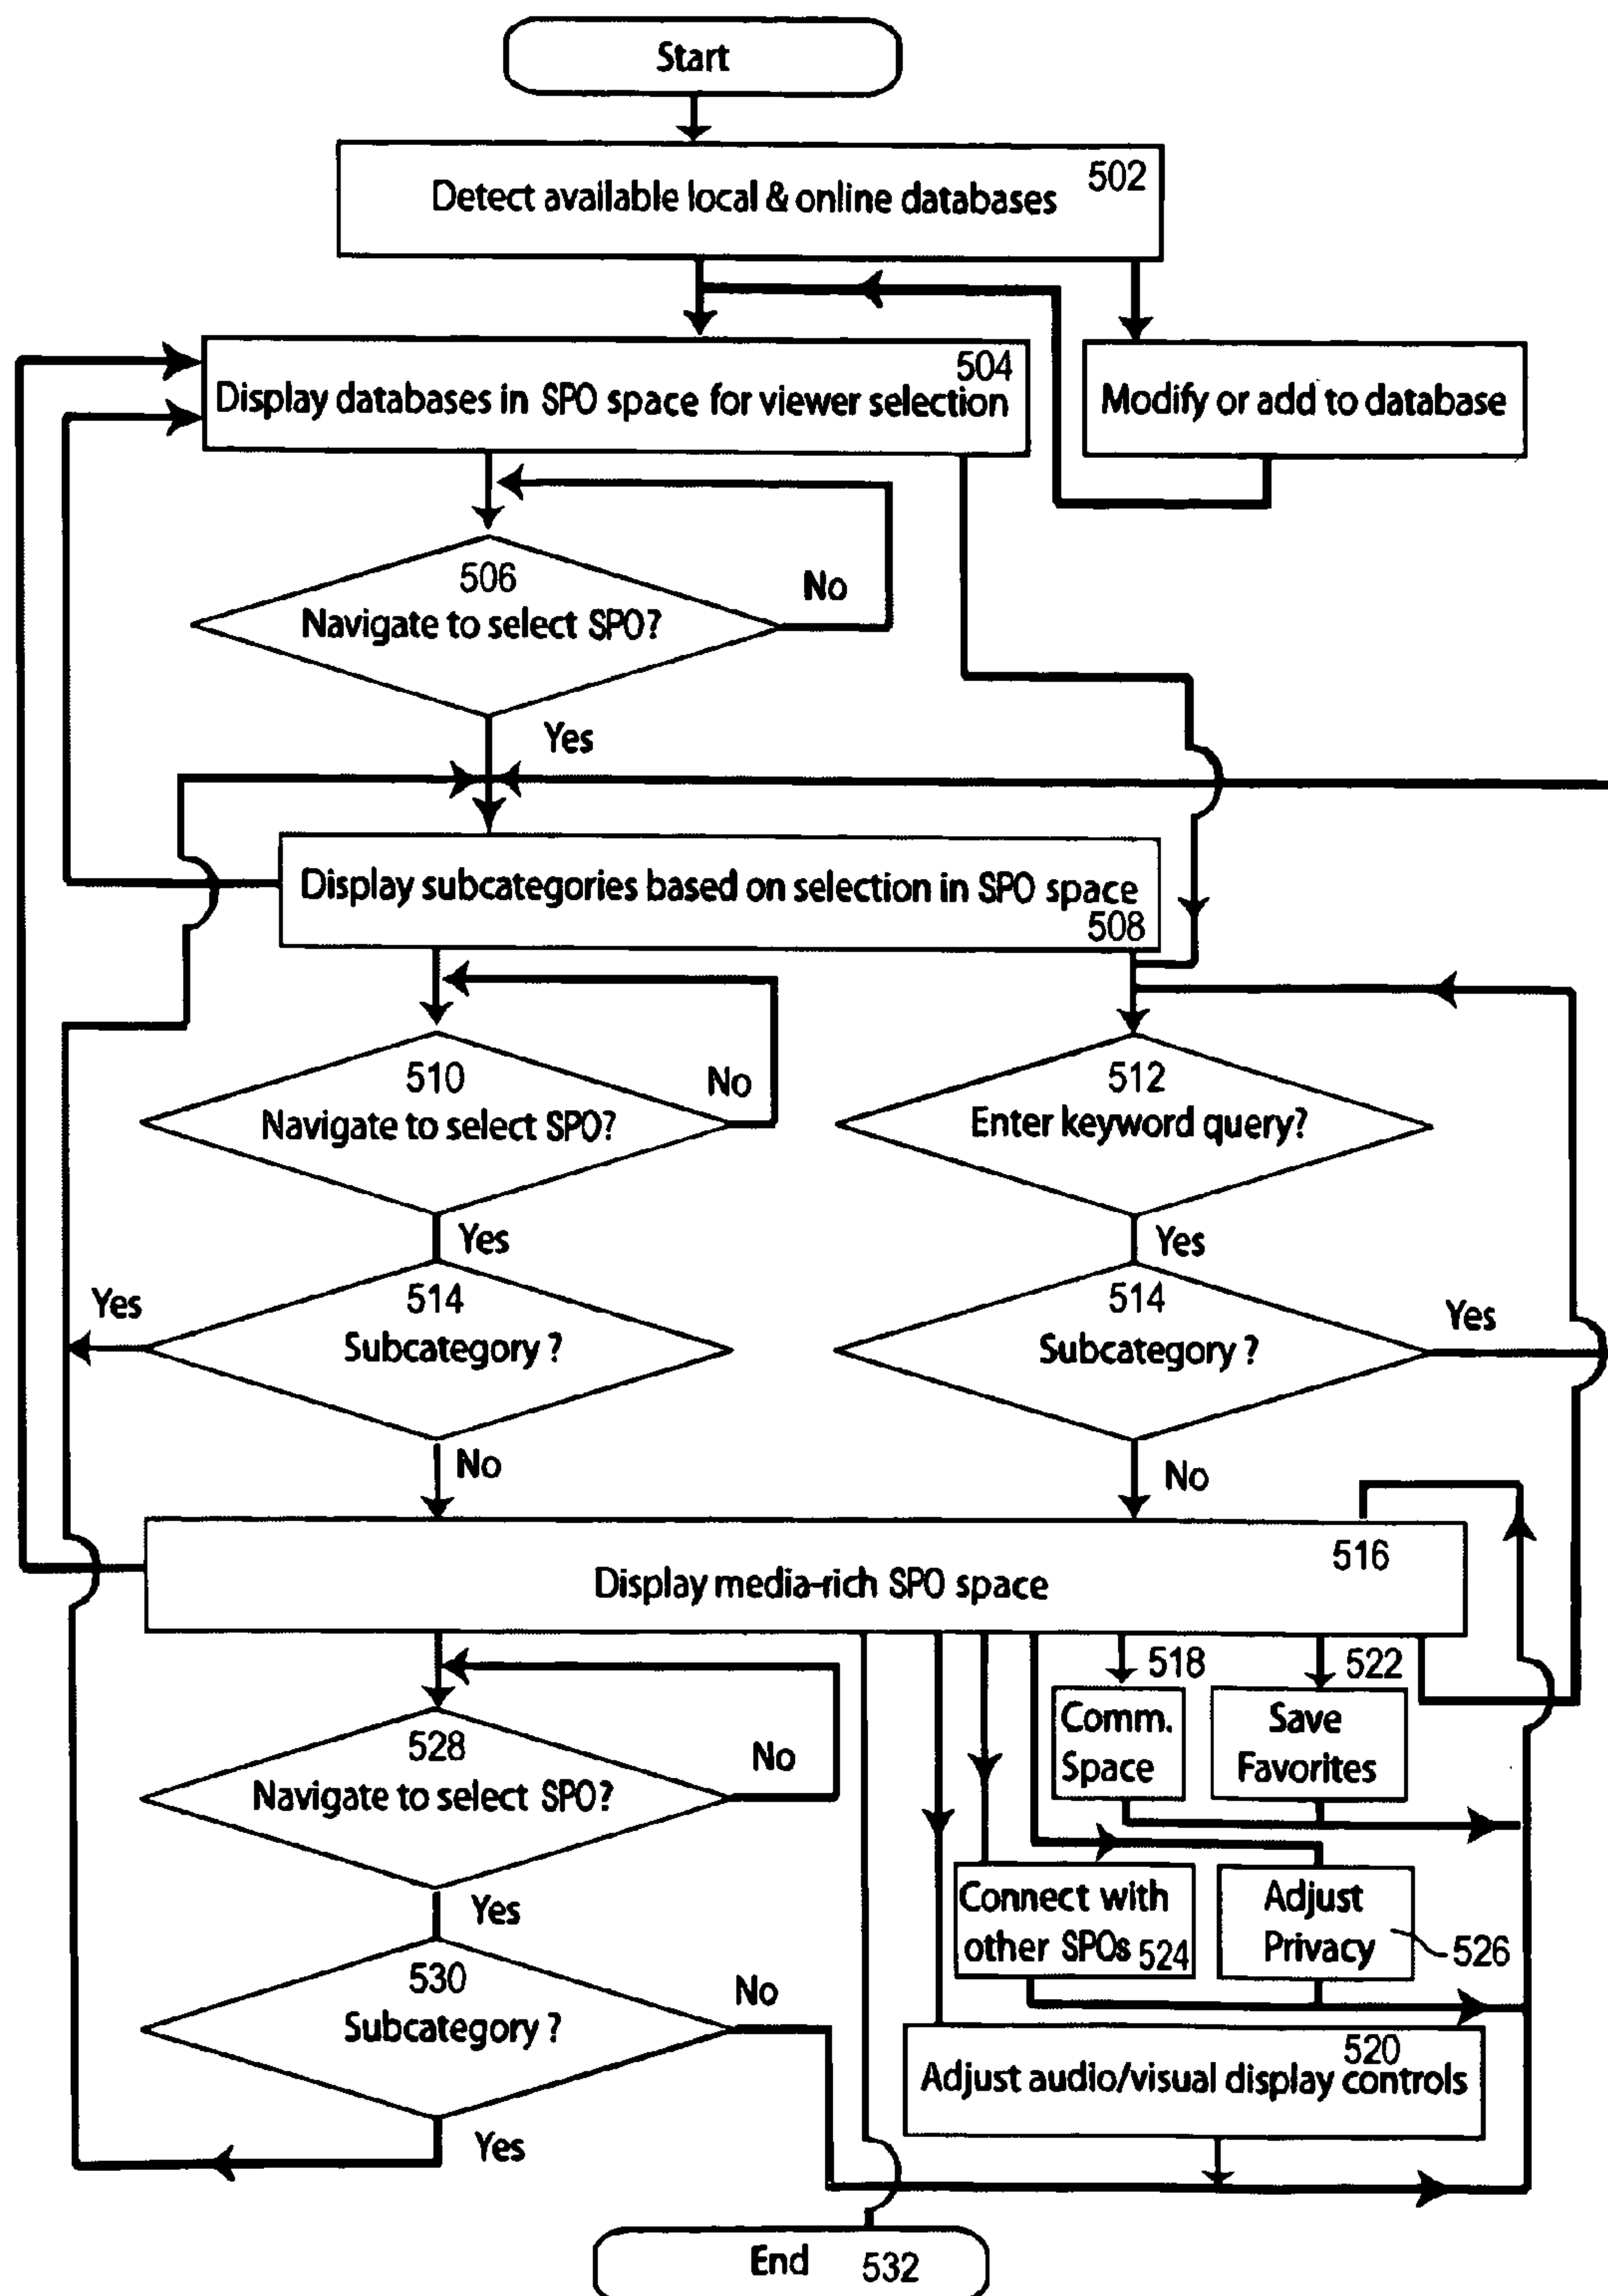 Start
502
Detect available local & online databases
504
Display databases in SPO space for viewer selection
Modify or add to database
506
Navigate to select SPO?
No
Yes
Display subcategories based on selection in SPO space
508
510
Navigate to select SPO?
No
512
Enter keyword query?
Yes
Yes
Yes
514
Subcategory ?
514
Subcategory ?
Yes
No
No
516
Display media-rich SPO space
518
522
Comm.
Space
Save
Favorites
528
Navigate to select SPO?
No
Connect with
other SPOs 524
Adjust
Privacy
526
Yes
530
Subcategory ?
No
520
Adjust audio/visual display controls
Yes
End 532